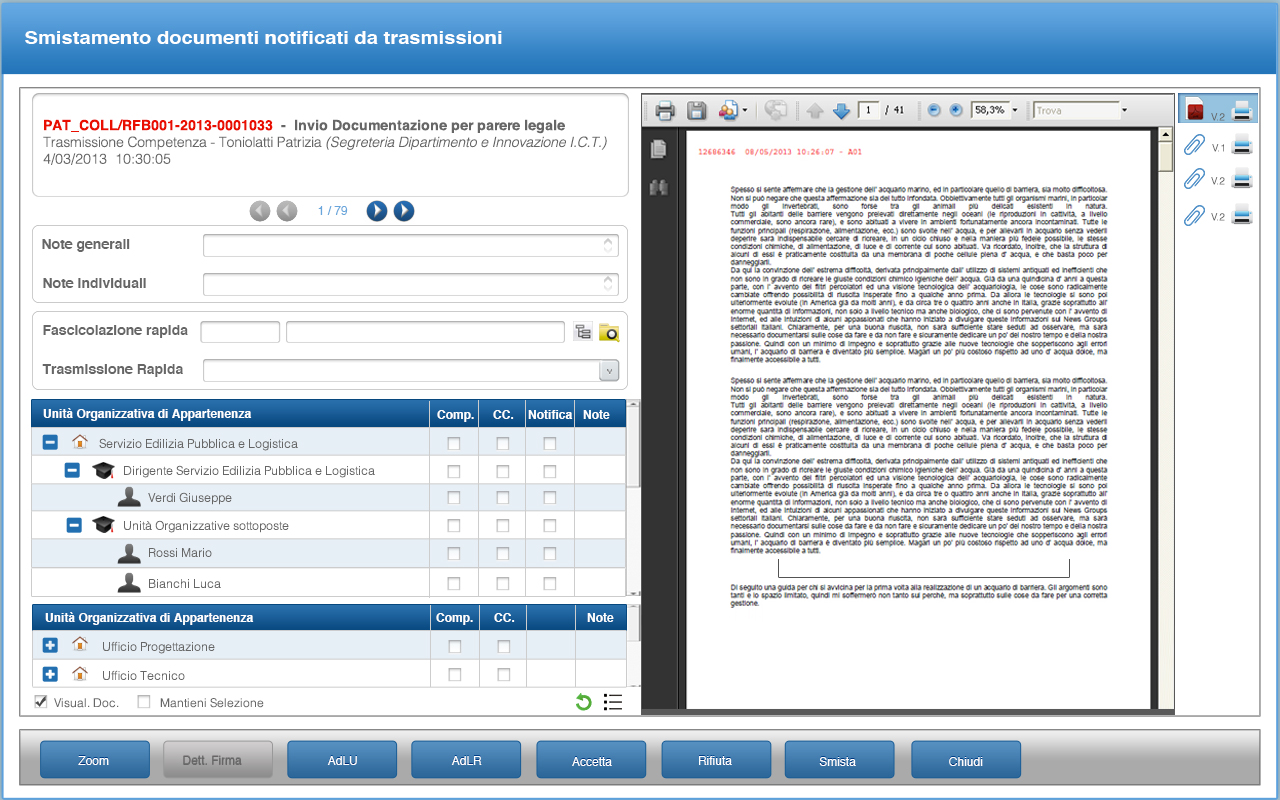 Smistamento documenti notificati da trasmissioni
PAT_COLL/RFB001-2013-0001033 - Invio Documentazione per parere legale
Trasmissione Competenza - Toniolatti Patrizia (Segreteria Dipartimento e Innovazione I.C.T.)
4/03/2013 10:30:05
1 / 79
Note generali
Note Individuali
Fascicolazione rapida
Trasmissione Rapida
Unità Organizzativa di Appartenenza Comp. CC. Notifica Note
Servizio Edilizia Pubblica e Logistica
Dirigente Servizio Edilizia Pubblica e Logistica
Verdi Giuseppe
Unità Organizzative sottoposte
Rossi Mario
Bianchi Luca
Unità Organizzativa di Appartenenza Comp. CC. Note
Ufficio Progettazione
Ufficio Tecnico
Visual. Doc. Mantieni Selezione
1 / 41 58,3% Trova
12686346 08/05/2013 10:26:07 - A01
Spesso si sente affermare che la gestione dell' acquario marino, ed in particolare quello di barriera, sia molto difficoltosa.
Non si può negare che questa affermazione sia del tutto infondata. Obbiettivamente tutti gli organismi marini, in particolar
modo gli invertebrati, sono forse tra gli animali più delicati esistenti in natura.
Tutti gli abitanti delle barriere vengono prelevati direttamente negli oceani (le riproduzioni in cattività, a livello
commerciale, sono ancora rare), e sono abituati a vivere in ambienti fortunatamente ancora incontaminati. Tutte le
funzioni principali (respirazione, alimentazione, ecc.) sono svolte nell' acqua, e per allevarli in acquario senza vederli
deperire sarà indispensabile cercare di ricreare, in un ciclo chiuso e nella maniera più fedele possibile, le stesse
condizioni chimiche, di alimentazione, di luce e di corrente cui sono abituati. Va ricordato, inoltre, che la struttura di
alcuni di essi è praticamente costituita da una membrana di poche cellule piena d' acqua, e che basta poco per
danneggiarli.
Da qui la convinzione dell' estrema difficoltà, derivata principalmente dall' utilizzo di sistemi antiquati ed inefficienti che
non sono in grado di ricreare le giuste condizioni chimico igieniche dell' acqua. Già da una quindicina d' anni a questa
parte, con l' avvento dei filtri percolatori ed una visione tecnologica dell' acquariologia, le cose sono radicalmente
cambiate offrendo possibilità di riuscita insperate fino a qualche anno prima. Da allora le tecnologie si sono poi
ulteriormente evolute (in America già da molti anni), e da circa tre o quattro anni anche in Italia, grazie soprattutto all'
enorme quantità di informazioni, non solo a livello tecnico ma anche biologico, che ci sono pervenute con l' avvento di
Internet, ed alle intuizioni di alcuni appassionati che hanno iniziato a divulgare queste informazioni sui News Groups
settoriali italiani. Chiaramente, per una buona riuscita, non sarà sufficiente stare seduti ad osservare, ma sarà
necessario documentarsi sulle cose da fare e da non fare e sicuramente dedicare un po' del nostro tempo e della nostra
passione. Quindi con un minimo di impegno e soprattutto grazie alle nuove tecnologie che sopperiscono agli errori
umani, l' acquario di barriera è diventato più semplice. Magari un po' più costoso rispetto ad uno d' acqua dolce, ma
finalmente accessibile a tutti.
Spesso si sente affermare che la gestione dell' acquario marino, ed in particolare quello di barriera, sia molto difficoltosa.
Non si può negare che questa affermazione sia del tutto infondata. Obbiettivamente tutti gli organismi marini, in particolar
modo gli invertebrati, sono forse tra gli animali più delicati esistenti in natura.
Tutti gli abitanti delle barriere vengono prelevati direttamente negli oceani (le riproduzioni in cattività, a livello
commerciale, sono ancora rare), e sono abituati a vivere in ambienti fortunatamente ancora incontaminati. Tutte le
funzioni principali (respirazione, alimentazione, ecc.) sono svolte nell' acqua, e per allevarli in acquario senza vederli
deperire sarà indispensabile cercare di ricreare, in un ciclo chiuso e nella maniera più fedele possibile, le stesse
condizioni chimiche, di alimentazione, di luce e di corrente cui sono abituati. Va ricordato, inoltre, che la struttura di
alcuni di essi è praticamente costituita da una membrana di poche cellule piena d' acqua, e che basta poco per
danneggiarli.
Da qui la convinzione dell' estrema difficoltà, derivata principalmente dall' utilizzo di sistemi antiquati ed inefficienti che
non sono in grado di ricreare le giuste condizioni chimico igieniche dell' acqua. Già da una quindicina d' anni a questa
parte, con l' avvento dei filtri percolatori ed una visione tecnologica dell' acquariologia, le cose sono radicalmente
cambiate offrendo possibilità di riuscita insperate fino a qualche anno prima. Da allora le tecnologie si sono poi
ulteriormente evolute (in America già da molti anni), e da circa tre o quattro anni anche in Italia, grazie soprattutto all'
enorme quantità di informazioni, non solo a livello tecnico ma anche biologico, che ci sono pervenute con l' avvento di
Internet, ed alle intuizioni di alcuni appassionati che hanno iniziato a divulgare queste informazioni sui News Groups
settoriali italiani. Chiaramente, per una buona riuscita, non sarà sufficiente stare seduti ad osservare, ma sarà
necessario documentarsi sulle cose da fare e da non fare e sicuramente dedicare un po' del nostro tempo e della nostra
passione. Quindi con un minimo di impegno e soprattutto grazie alle nuove tecnologie che sopperiscono agli errori
umani, l' acquario di barriera è diventato più semplice. Magari un po' più costoso rispetto ad uno d' acqua dolce, ma
finalmente accessibile a tutti.
Di seguito una guida per chi si avvicina per la prima volta alla realizzazione di un acquario di barriera. Gli argomenti sono
tanti e lo spazio limitato, quindi mi soffermerò non tanto sui perchè, ma soprattutto sulle cose da fare per una corretta
gestione.
V.2
V.1
V.2
V.2
Zoom Dett. Firma AdLU AdLR Accetta Rifiuta Smista Chiudi